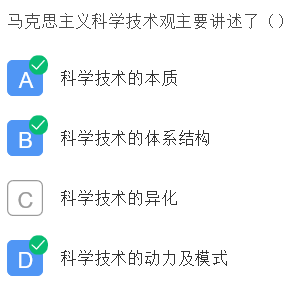 马克思主义科学技术观主要讲述了（）
A 科学技术的本质
B 科学技术的体系结构
C 科学技术的异化
D 科学技术的动力及模式